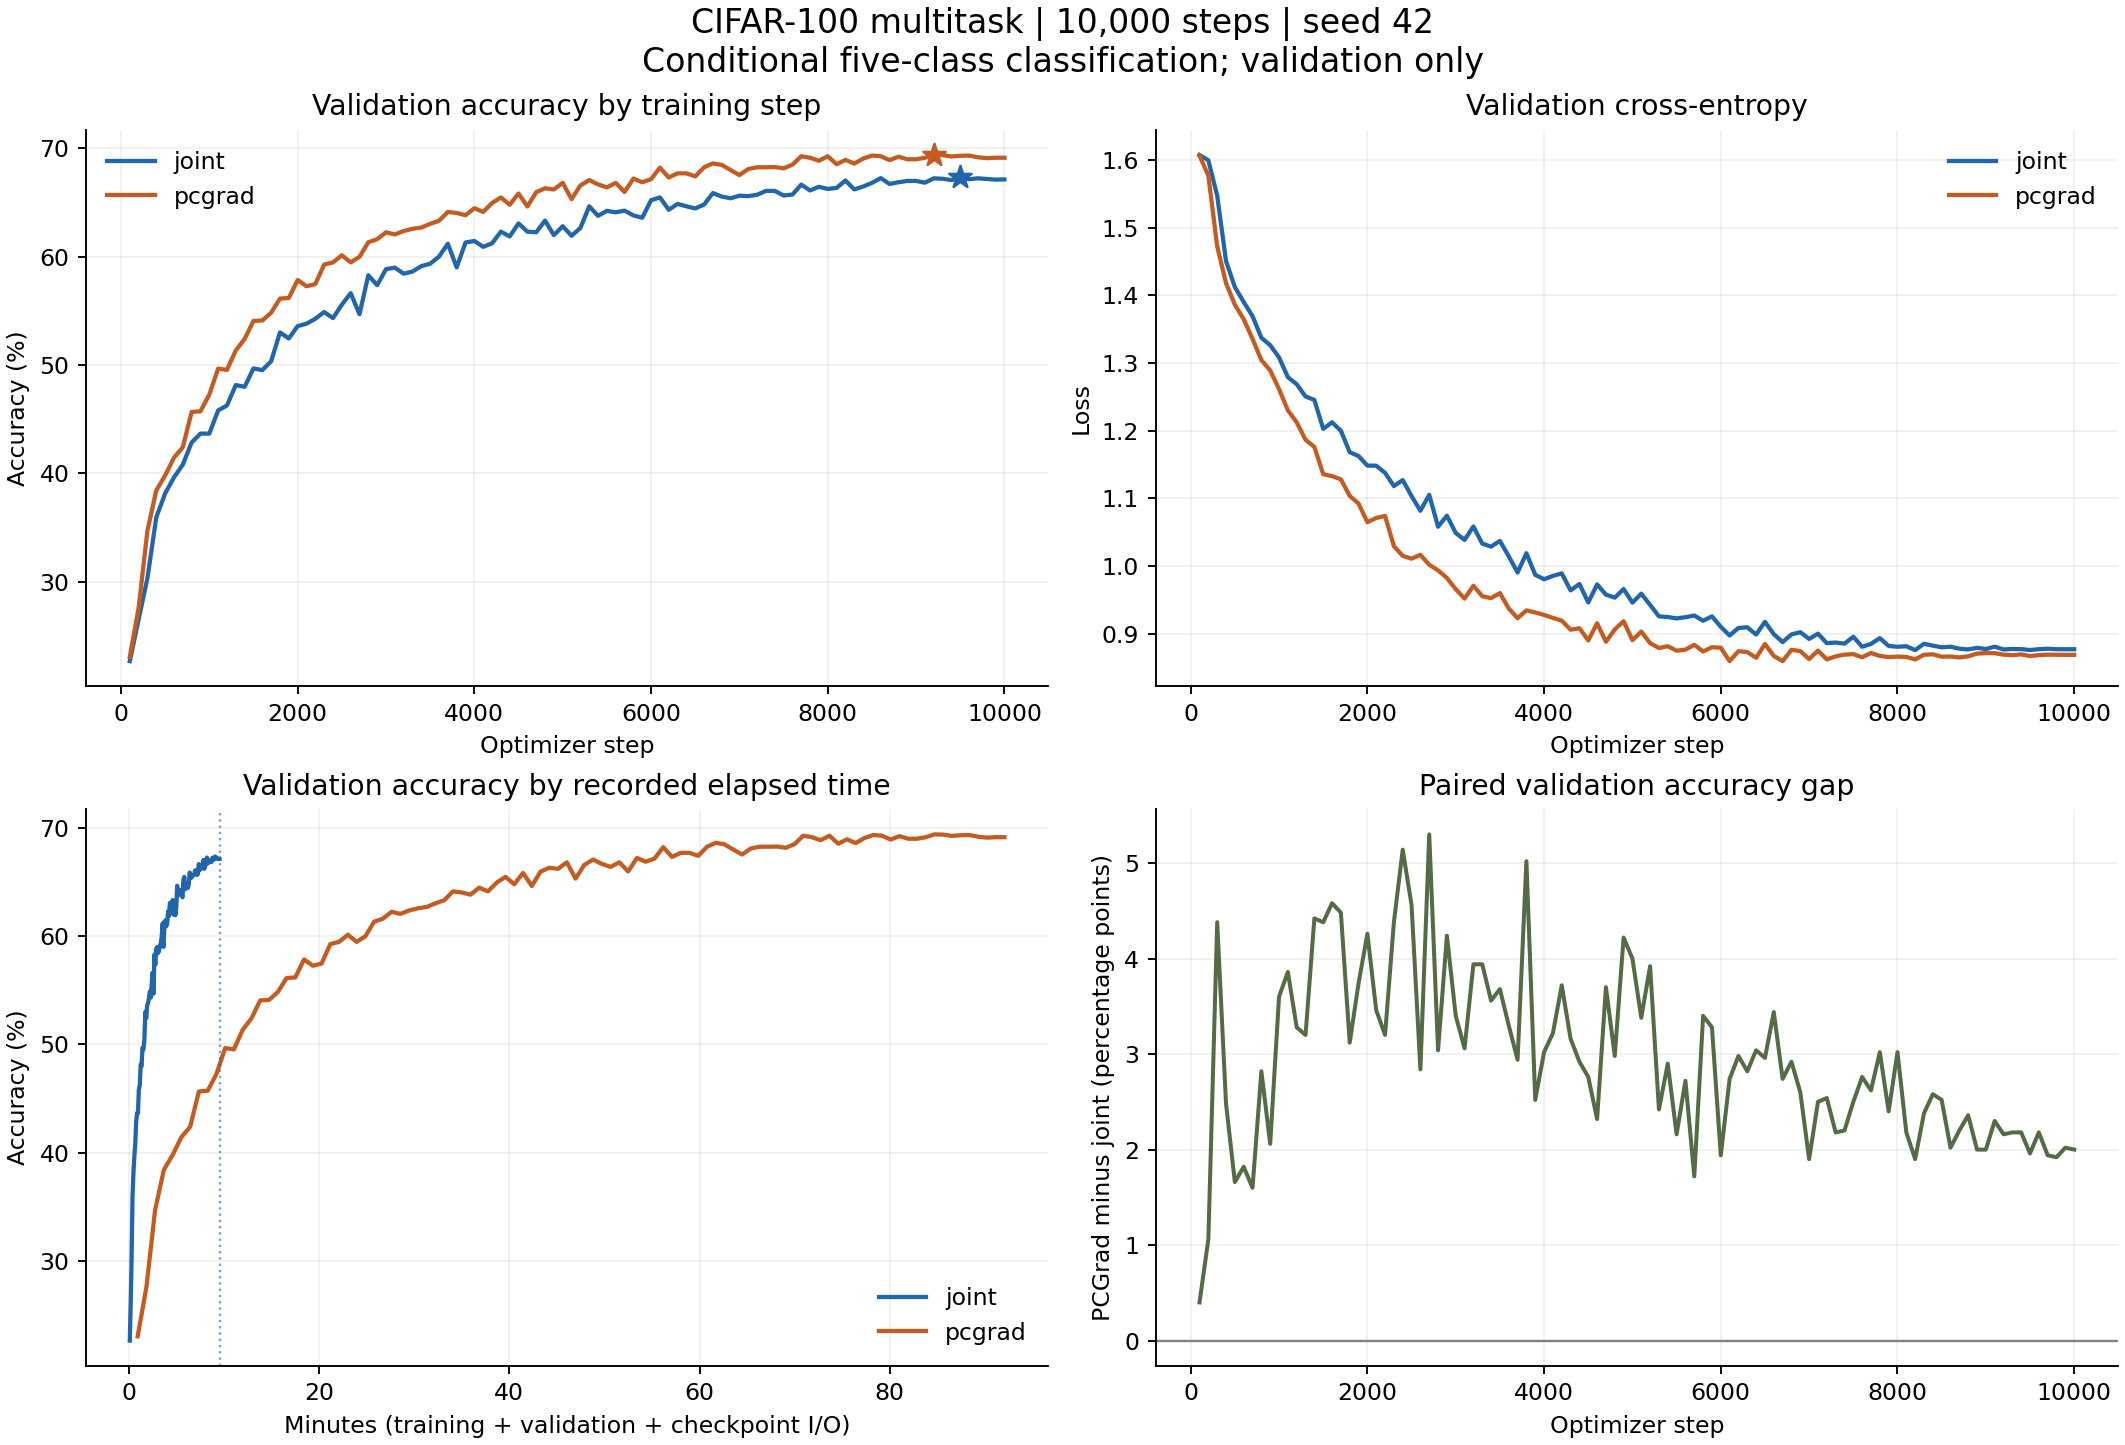 CIFAR-100 multitask | 10,000 steps | seed 42
Conditional five-class classification; validation only
Validation accuracy by training step
joint
pcgrad
Accuracy (%)
70
60
50
40
30
0
2000
4000
6000
8000
10000
Optimizer step
Validation cross-entropy
joint
pcgrad
Loss
1.6
1.5
1.4
1.3
1.2
1.1
1.0
0.9
0
2000
4000
6000
8000
10000
Optimizer step
Validation accuracy by recorded elapsed time
Accuracy (%)
70
60
50
40
30
joint
pcgrad
0
20
40
60
80
Minutes (training + validation + checkpoint I/O)
Paired validation accuracy gap
PCGrad minus joint (percentage points)
5
4
3
2
1
0
0
2000
4000
6000
8000
10000
Optimizer step